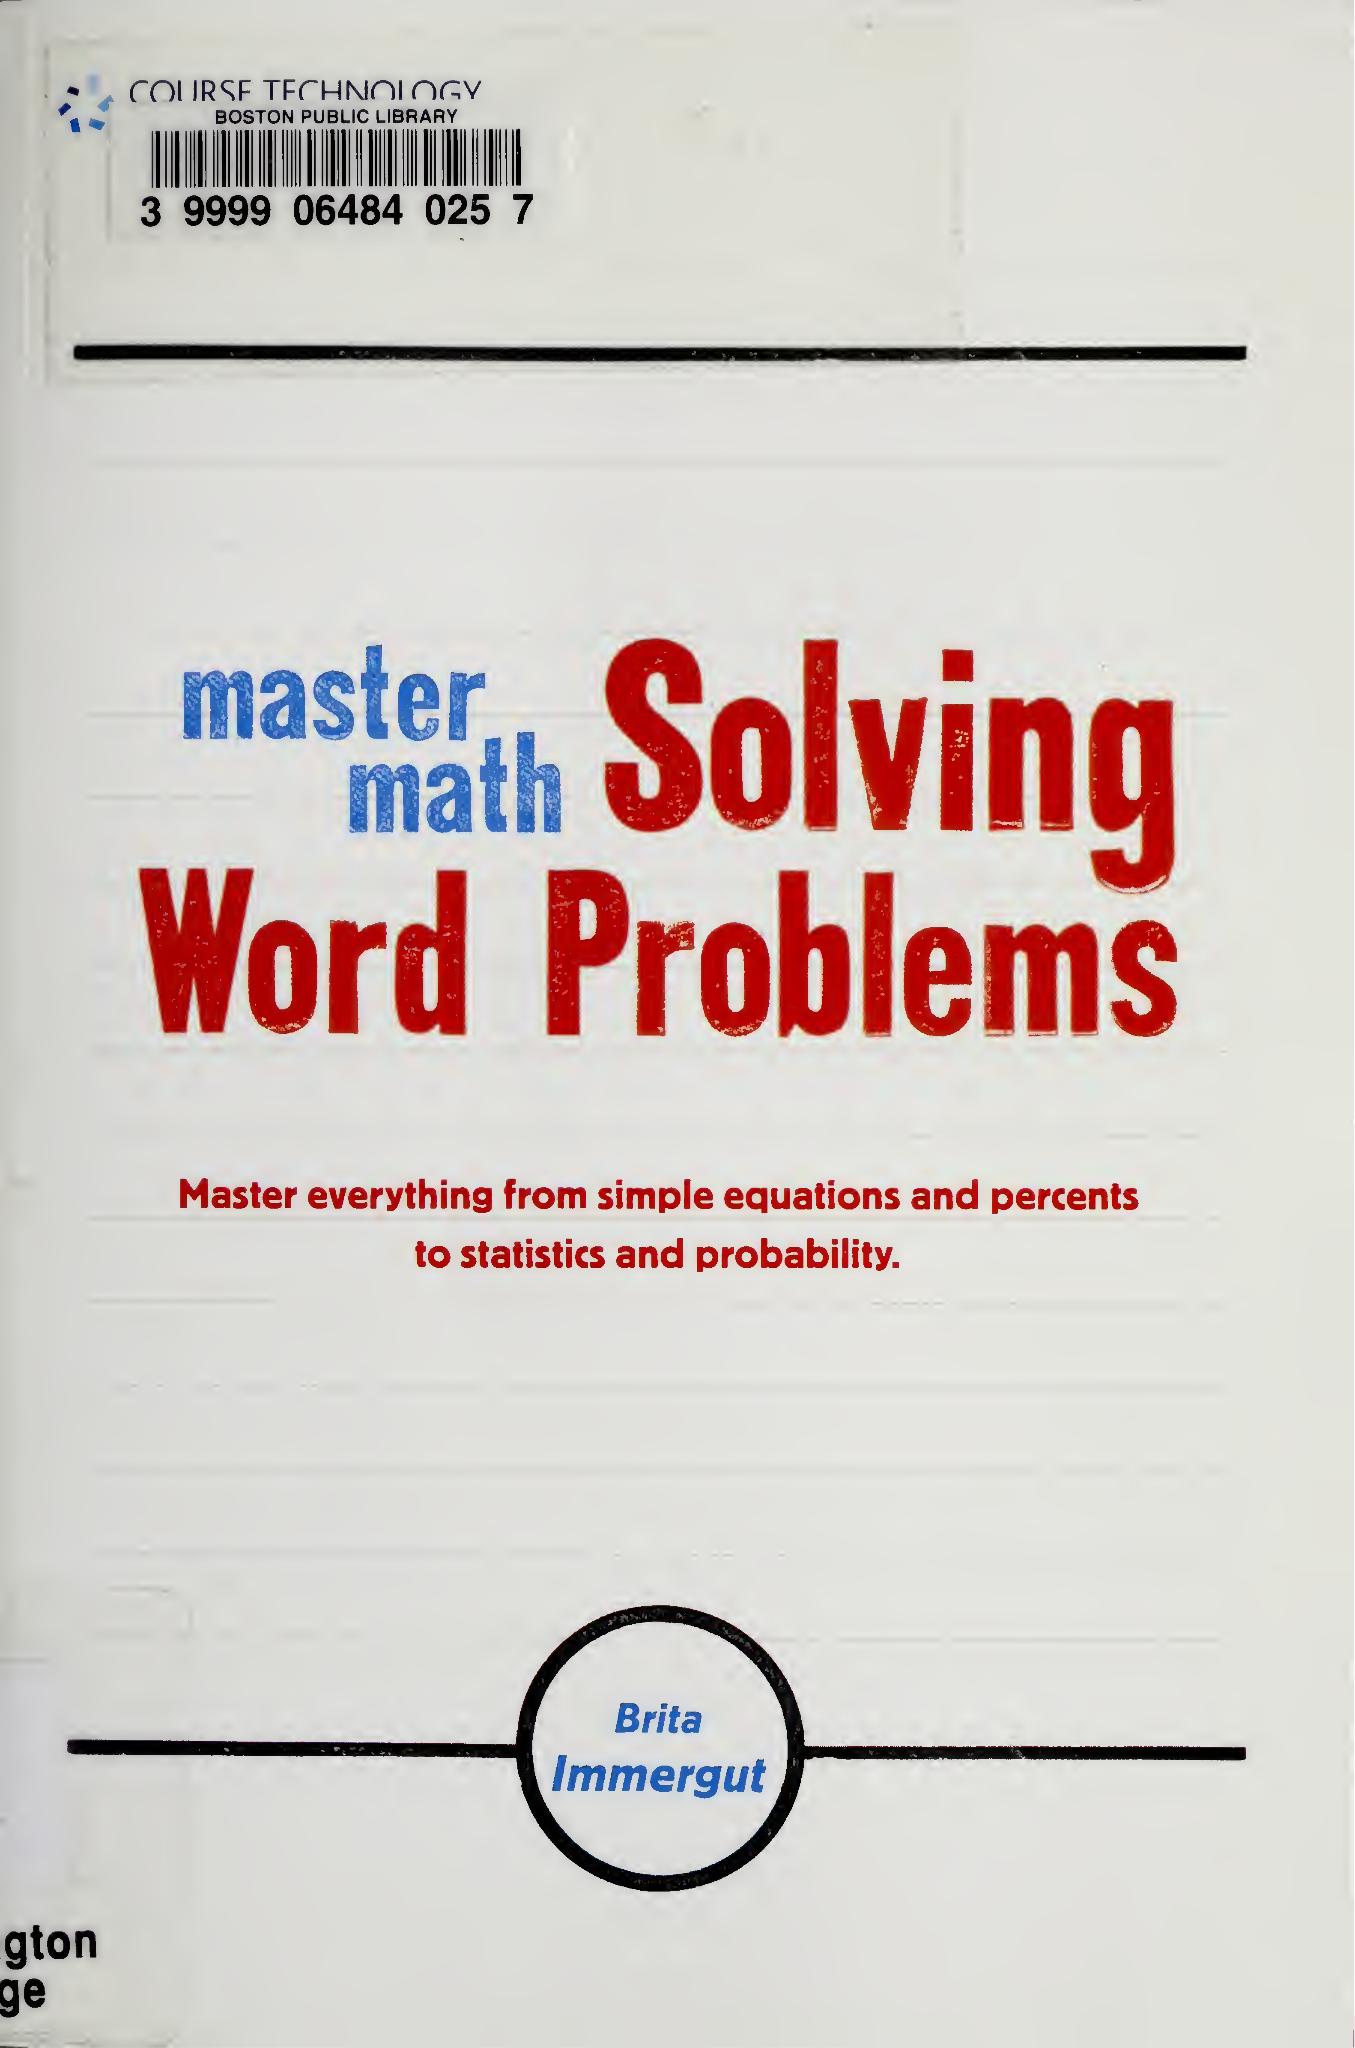 COURSE TECHNOLOGY
BOSTON PUBLIC LIBRARY
3 9999 06484 025 7
master
math
Solving
Word Problems
Master everything from simple equations and percents
to statistics and probability.
Brita
Immergut
gton
ge